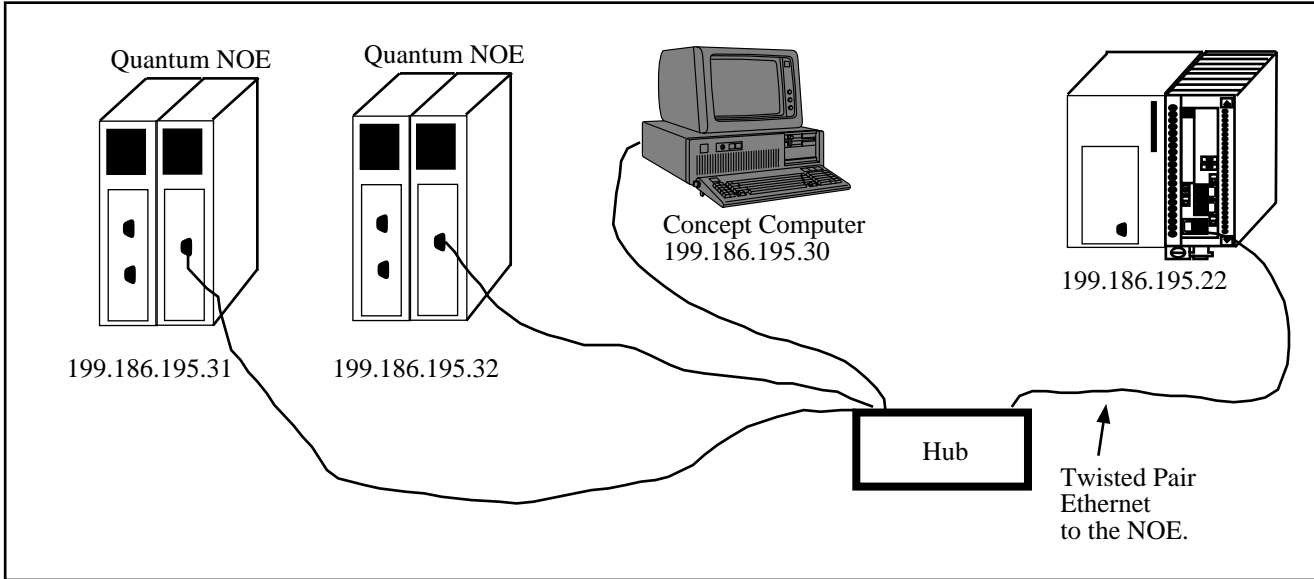 Quantum NOE
Quantum NOE
Concept Computer
199.186.195.30
199.186.195.22
199.186.195.31
199.186.195.32
Hub
Twisted Pair
Ethernet
to the NOE.